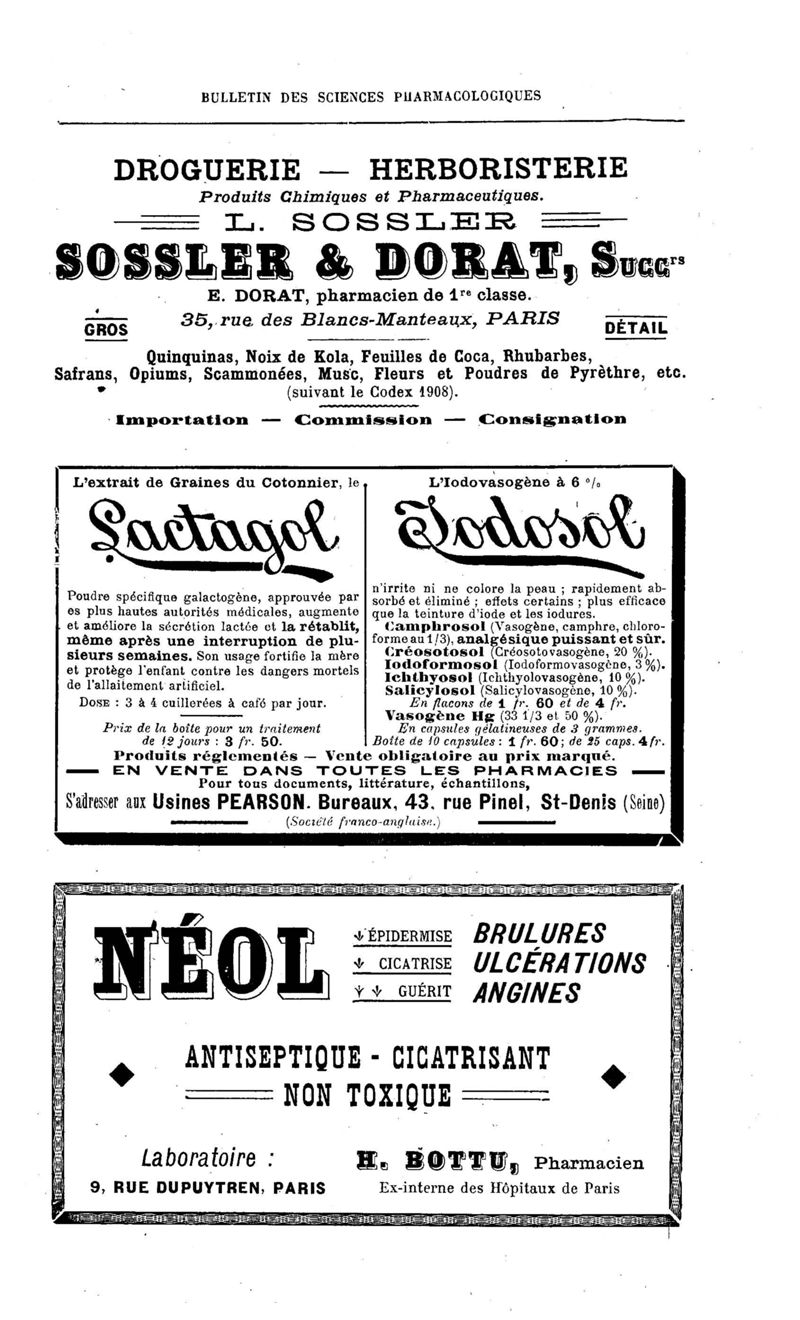 BULLETIN DES SCIENCES PHARMACOLOGIQUES
DROGUERIE — HERBORISTERIE
Produits Chimiques et Pharmaceutiques.
L. SOSSLER
SOSSLER & DORAT, Succrs
E. DORAT, pharmacien de 1re classe.
35, rue des Blancs-Manteaux, PARIS
GROS
DÉTAIL
Quinquinas, Noix de Kola, Feuilles de Coca, Rhubarbes,
Safrans, Opiums, Scammonées, Musc, Fleurs et Poudres de Pyrèthre, etc.
(suivant le Codex 1908).
Importation — Commission — Consignation
L'extrait de Graines du Cotonnier, le
Lactagol
Poudre spécifique galactogène, approuvée par
es plus hautes autorités médicales, augmente
et améliore la sécrétion lactée et la rétablit,
même après une interruption de plu-
sieurs semaines. Son usage fortifie la mère
et protège l'enfant contre les dangers mortels
de l'allaitement artificiel.
DOSE : 3 à 4 cuillerées à café par jour.
Prix de la boîte pour un traitement
de 12 jours : 3 fr. 50.
L'Iodovasogène à 6 %
Iodosol
n'irrite ni ne colore la peau ; rapidement ab-
sorbé et éliminé ; effets certains ; plus efficace
que la teinture d'iode et les iodures.
Camphrosol (Vasogène, camphre, chloro-
forme au 1/3), analgésique puissant et sûr.
Créosotosol (Créosotovasogène, 20 %).
Iodoformosol (Iodoformovasogène, 3 %).
Ichthyosol (Ichthyolovasogène, 10 %).
Salicylosol (Salicylovasogène, 10 %).
En flacons de 1 fr. 60 et de 4 fr.
Vasogène Hg (33 1/3 et 50 %).
En capsules gélatineuses de 3 grammes.
Boîte de 10 capsules : 1 fr. 60 ; de 25 caps. 4 fr.
Produits réglementés — Vente obligatoire au prix marqué.
— EN VENTE DANS TOUTES LES PHARMACIES —
Pour tous documents, littérature, échantillons,
S'adresser aux Usines PEARSON. Bureaux, 43, rue Pinel, St-Denis (Seine)
(Société franco-anglaise.)
NÉOL
ÉPIDERMISE BRULURES
CICATRISE ULCÉRATIONS
GUÉRIT ANGINES
ANTISEPTIQUE - CICATRISANT
NON TOXIQUE
Laboratoire :
9, RUE DUPUYTREN, PARIS
H. BOTTU, Pharmacien
Ex-interne des Hôpitaux de Paris